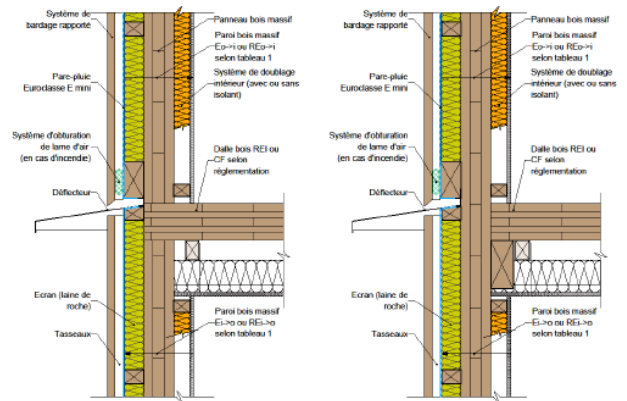 Système de
bardage rapporté
Pare-pluie
Euroclasse E mini
Système d'obturation
de lame d'air
(en cas d'incendie)
Déflecteur
Ecran (laine de
roche)
Tasseaux
Panneau bois massif
Paroi bois massif
Eo->i ou REo->i
selon tableau 1
Système de doublage
intérieur (avec ou sans
isolant)
Dalle bois REI ou
CF selon
réglementation
Paroi bois massif
Ei->o ou REi->o
selon tableau 1
Système de
bardage rapporté
Pare-pluie
Euroclasse E mini
Système d'obturation
de lame d'air
(en cas d'incendie)
Déflecteur
Ecran (laine de
roche)
Tasseaux
Panneau bois massif
Paroi bois massif
Eo->i ou REo->i
selon tableau 1
Système de doublage
intérieur (avec ou sans
isolant)
Dalle bois REI ou
CF selon
réglementation
Paroi bois massif
Ei->o ou REi->o
selon tableau 1